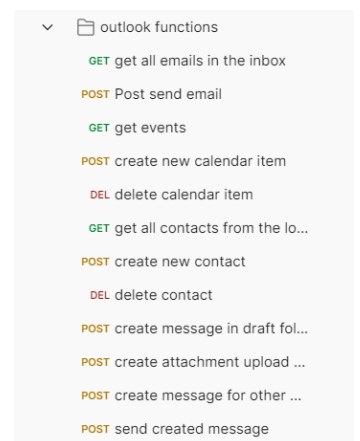 outlook functions
GET get all emails in the inbox
POST Post send email
GET get events
POST create new calendar item
DEL delete calendar item
GET get all contacts from the lo...
POST create new contact
DEL delete contact
POST create message in draft fol...
POST create attachment upload ...
POST create message for other ...
POST send created message